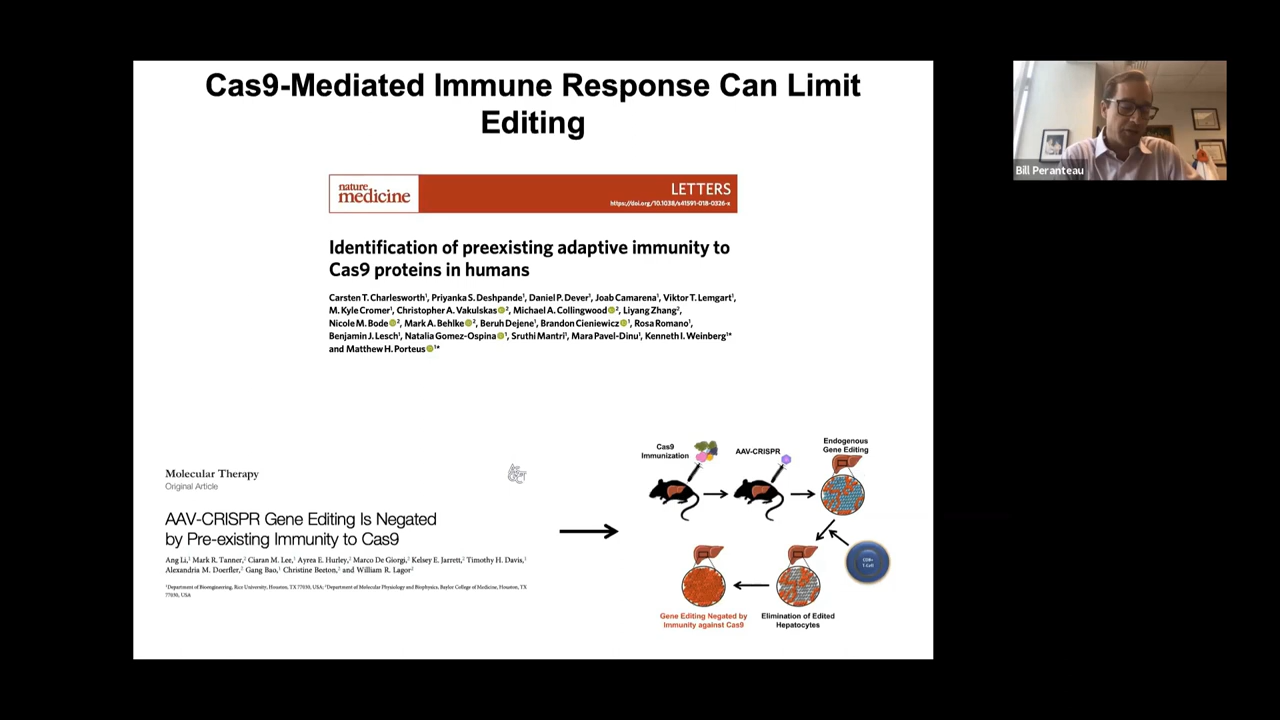 Cas9-Mediated Immune Response Can Limit
Editing
nature
medicine
LETTERS
https://doi.org/10.1038/s41591-018-0326-x
Identification of preexisting adaptive immunity to
Cas9 proteins in humans
Carsten T. Charlesworth¹, Priyanka S. Deshpande¹, Daniel P. Dever¹, Joab Camarena¹, Viktor T. Lemgart¹,
M. Kyle Cromer¹, Christopher A. Vakulskas², Michael A. Collingwood², Liyang Zhang²,
Nicole M. Bode², Mark A. Behlke², Beruh Dejene¹, Brandon Cieniewicz¹, Rosa Romano¹,
Benjamin J. Lesch¹, Natalia Gomez-Ospina¹, Sruthi Mantri¹, Mara Pavel-Dinu¹, Kenneth I. Weinberg¹*
and Matthew H. Porteus¹*
Molecular Therapy
Original Article
AAV-CRISPR Gene Editing Is Negated
by Pre-existing Immunity to Cas9
Ang Li,¹ Mark R. Tanner,² Ciaran M. Lee,¹ Ayrea E. Hurley,² Marco De Giorgi,² Kelsey E. Jarrett,² Timothy H. Davis,¹
Alexandria M. Doerfler,² Gang Bao,¹ Christine Beeton,² and William R. Lagor²
¹Department of Bioengineering, Rice University, Houston, TX 77030, USA; ²Department of Molecular Physiology and Biophysics, Baylor College of Medicine, Houston, TX
77030, USA
Cas9
Immunization
AAV-CRISPR
Endogenous
Gene Editing
CD8+
T Cell
Gene Editing Negated by
Immunity against Cas9
Elimination of Edited
Hepatocytes
Bill Peranteau